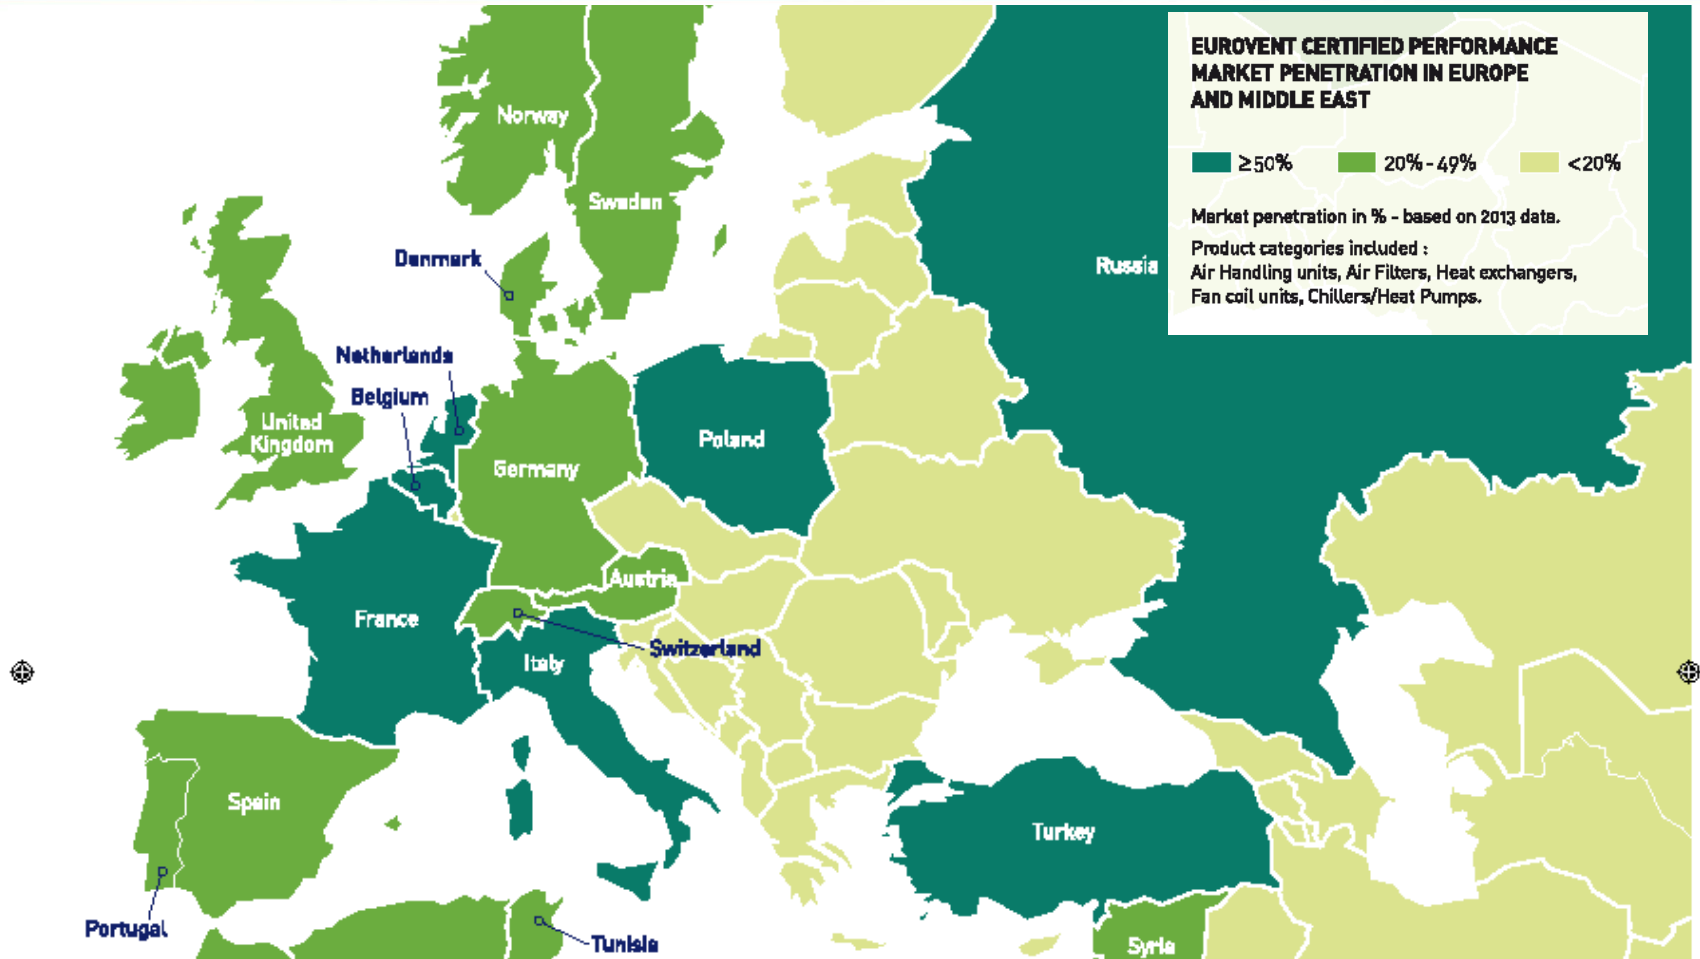 EUROVENT CERTIFIED PERFORMANCE
MARKET PENETRATION IN EUROPE
AND MIDDLE EAST
≥50%
20%-49%
<20%
Market penetration in % - based on 2013 data.
Product categories included :
Air Handling units, Air Filters, Heat exchangers,
Fan coil units, Chillers/Heat Pumps.
Norway
Sweden
Denmark
Russia
Netherlands
Belgium
United
Kingdom
Poland
Germany
Austria
France
Switzerland
Italy
Spain
Turkey
Portugal
Tunisia
Syria